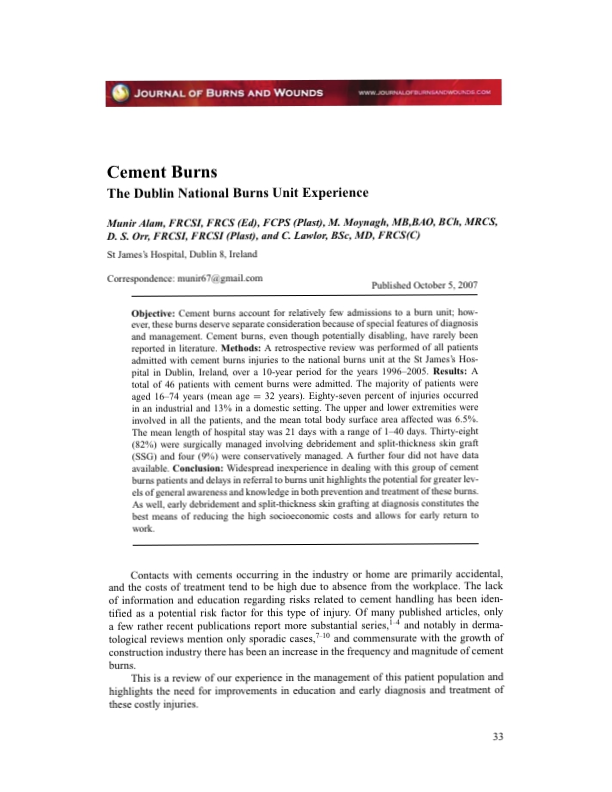 JOURNAL OF BURNS AND WOUNDS
WWW.JOURNALOFBURNSANDWOUNDS.COM
Cement Burns
The Dublin National Burns Unit Experience
Munir Alam, FRCSI, FRCS (Ed), FCPS (Plast), M. Moynagh, MB,BAO, BCh, MRCS,
D. S. Orr, FRCSI, FRCSI (Plast), and C. Lawlor, BSc, MD, FRCS(C)
St James's Hospital, Dublin 8, Ireland
Correspondence: munir67@gmail.com
Published October 5, 2007
Objective: Cement burns account for relatively few admissions to a burn unit; how-
ever, these burns deserve separate consideration because of special features of diagnosis
and management. Cement burns, even though potentially disabling, have rarely been
reported in literature. Methods: A retrospective review was performed of all patients
admitted with cement burns injuries to the national burns unit at the St James's Hos-
pital in Dublin, Ireland, over a 10-year period for the years 1996–2005. Results: A
total of 46 patients with cement burns were admitted. The majority of patients were
aged 16–74 years (mean age = 32 years). Eighty-seven percent of injuries occurred
in an industrial and 13% in a domestic setting. The upper and lower extremities were
involved in all the patients, and the mean total body surface area affected was 6.5%.
The mean length of hospital stay was 21 days with a range of 1–40 days. Thirty-eight
(82%) were surgically managed involving debridement and split-thickness skin graft
(SSG) and four (9%) were conservatively managed. A further four did not have data
available. Conclusion: Widespread inexperience in dealing with this group of cement
burns patients and delays in referral to burns unit highlights the potential for greater lev-
els of general awareness and knowledge in both prevention and treatment of these burns.
As well, early debridement and split-thickness skin grafting at diagnosis constitutes the
best means of reducing the high socioeconomic costs and allows for early return to
work.
Contacts with cements occurring in the industry or home are primarily accidental,
and the costs of treatment tend to be high due to absence from the workplace. The lack
of information and education regarding risks related to cement handling has been iden-
tified as a potential risk factor for this type of injury. Of many published articles, only
a few rather recent publications report more substantial series,1–4 and notably in derma-
tological reviews mention only sporadic cases,7–10 and commensurate with the growth of
construction industry there has been an increase in the frequency and magnitude of cement
burns.
This is a review of our experience in the management of this patient population and
highlights the need for improvements in education and early diagnosis and treatment of
these costly injuries.
33